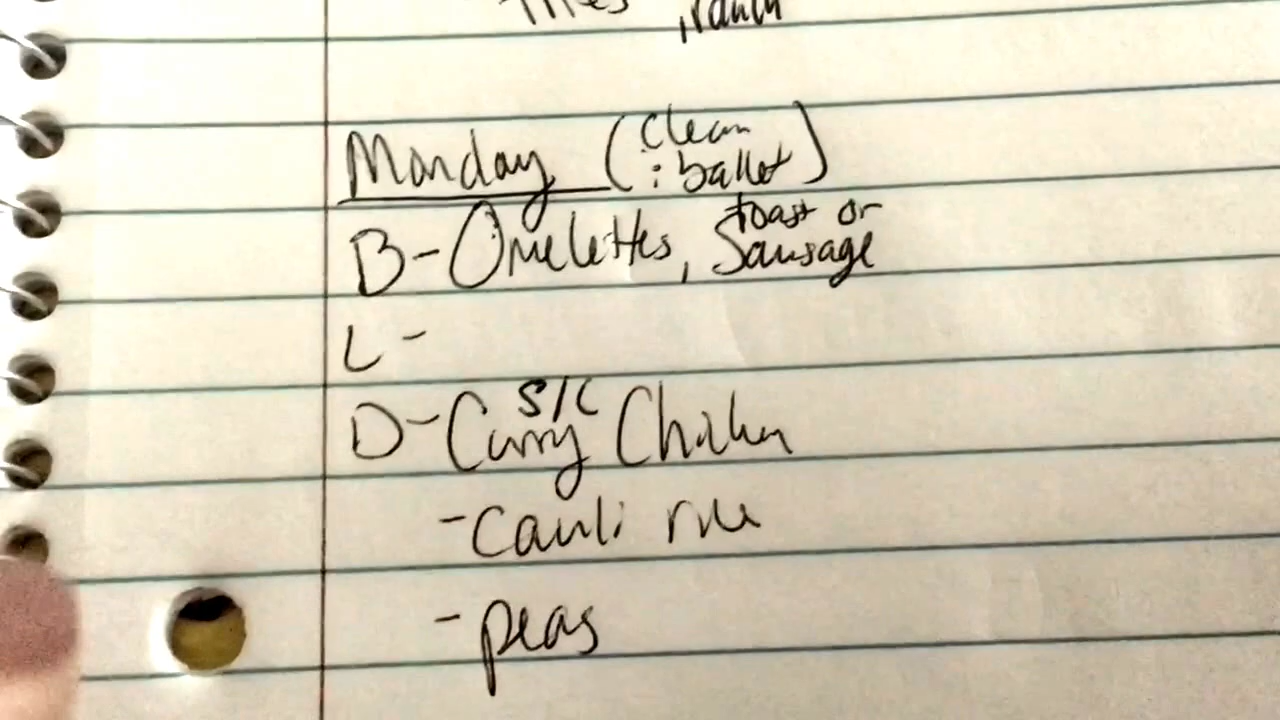 Monday (clean
: ballet)
B- Omelettes, toast or
Sausage
L -
D- S/C
Curry Chicken
- cauli rice
- peas